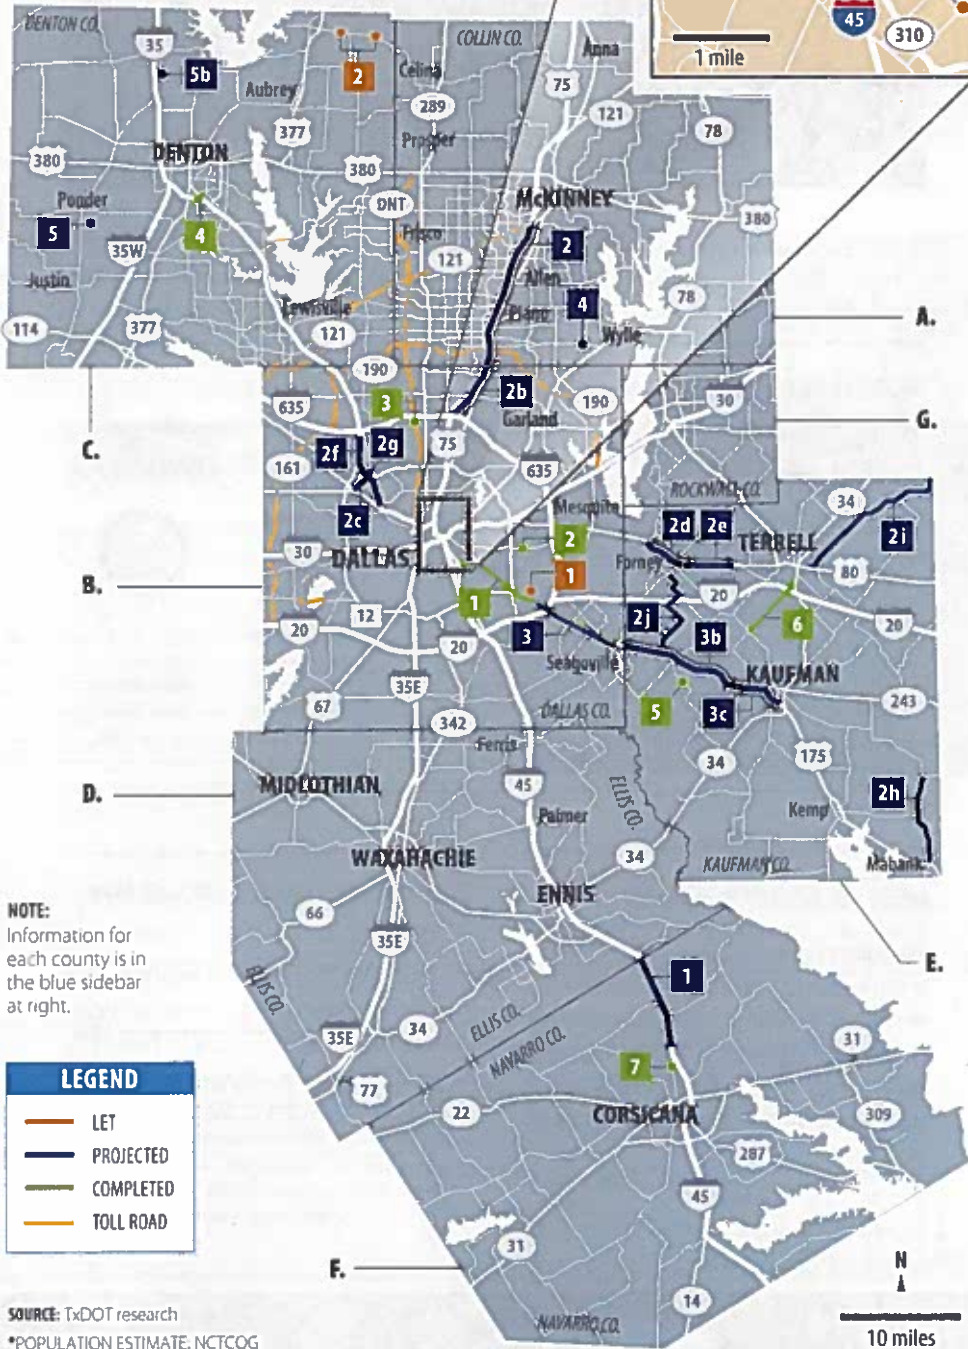 45
310
1 mile
DENTON CO.
35
5b
Aubrey
2
COLLIN CO.
Anna
Celina
75
289
121
377
78
Prosper
380
DENTON
380
DNT
McKINNEY
380
Ponder
5
4
35W
Frisco
121
2
Allen
Justin
Plano
4
78
Lewisville
114
377
121
Wylie
A.
190
635
3
2b
190
30
Garland
G.
C.
2f
2g
75
161
635
ROCKWALL CO.
34
2c
Mesquite
2
2d
2e
TERRELL
2i
30
DALLAS
Forney
80
B.
1
1
20
12
2j
6
20
20
3
3b
20
Seagoville
KAUFMAN
35E
5
3c
243
67
DALLAS CO.
342
Ferris
34
175
45
MIDLOTHIAN
2h
D.
ELLIS CO.
Palmer
Kemp
WAXAHACHIE
34
KAUFMAN CO.
Mabank
ENNIS
66
NOTE:
Information for
each county is in
the blue sidebar
at right.
35E
E.
1
ELLIS CO.
ELLIS CO.
35E
34
NAVARRO CO.
31
7
77
22
CORSICANA
309
287
LEGEND
LET
PROJECTED
COMPLETED
TOLL ROAD
45
31
F.
N
14
SOURCE: TxDOT research
NAVARRO CO.
*POPULATION ESTIMATE: NCTCOG
10 miles